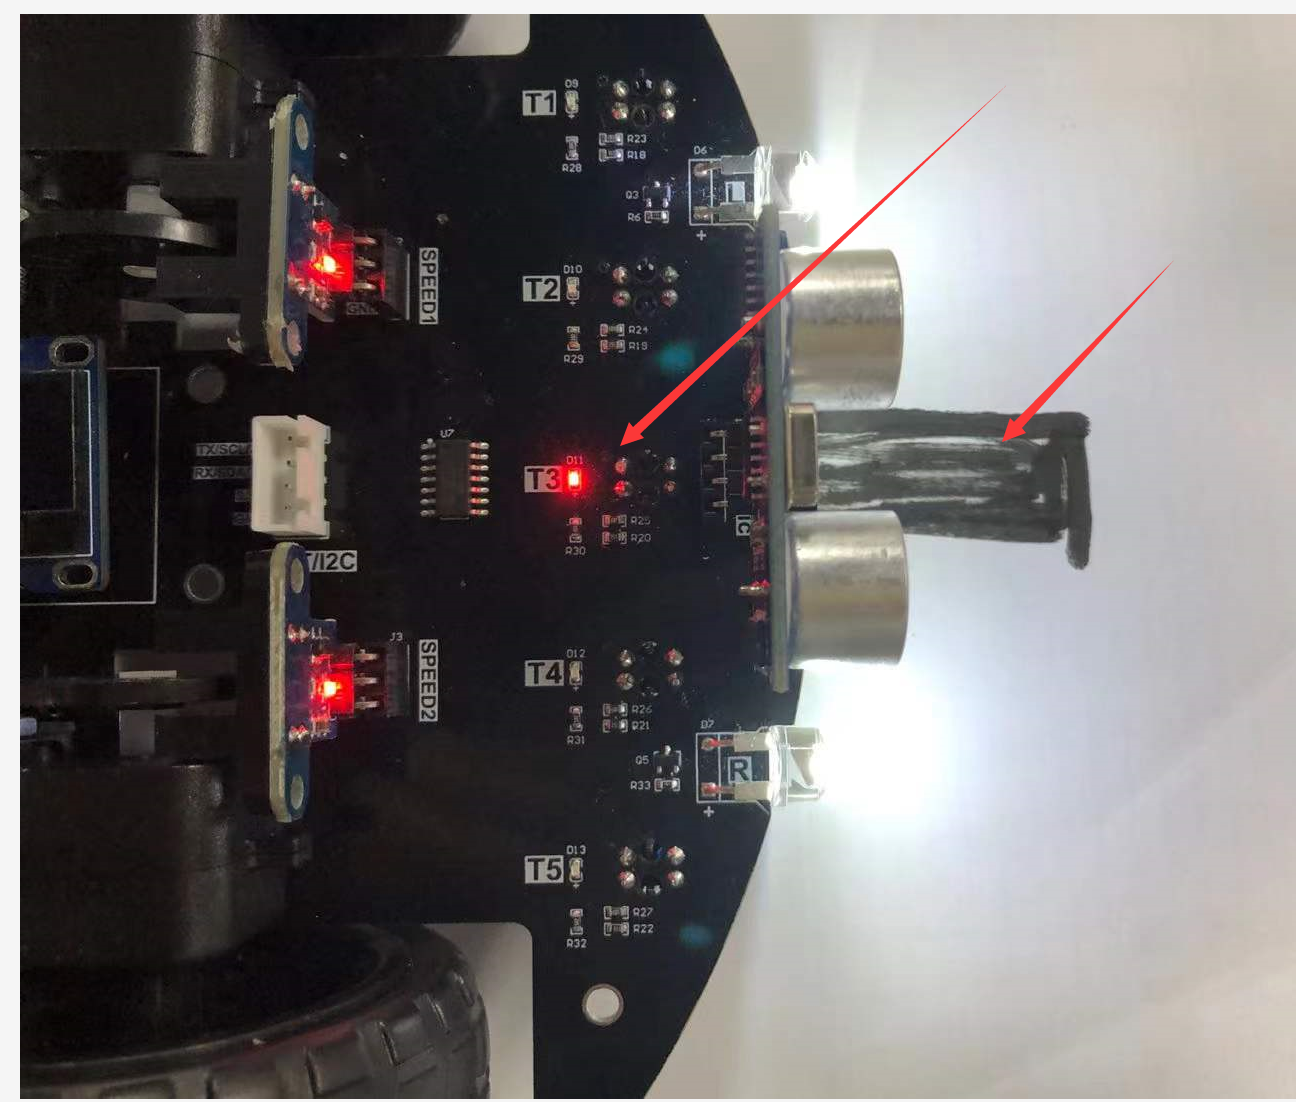 T1
D9
R23
R18
R28
D6
L
Q3
R6
+
T2
D10
R24
R19
R29
SPEED1
GND
U7
TX/SCL
RX/SDA
T3
D11
R25
R20
R30
IC
T/I2C
T4
D12
R26
R21
R31
J3
SPEED2
D7
R
Q5
R33
+
T5
D13
R27
R22
R32